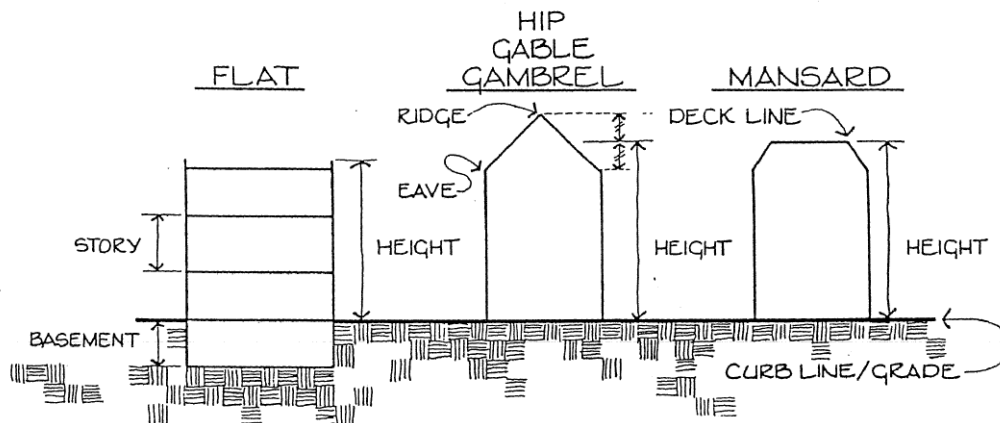 FLAT
HIP
GABLE
GAMBREL
MANSARD
RIDGE
DECK LINE
EAVE
STORY
HEIGHT
HEIGHT
HEIGHT
BASEMENT
CURB LINE/GRADE